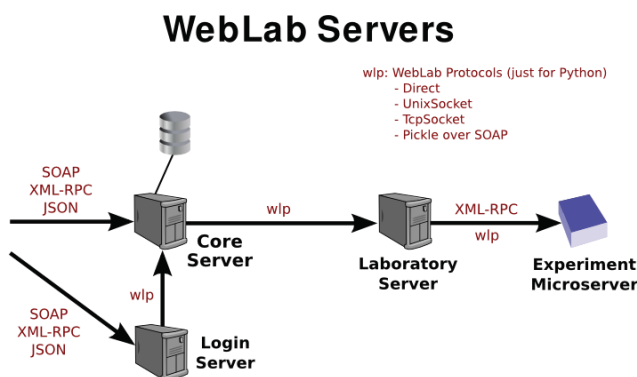 WebLab Servers
wlp: WebLab Protocols (just for Python)
- Direct
- UnixSocket
- TcpSocket
- Pickle over SOAP
SOAP
XML-RPC
JSON
wlp
XML-RPC
wlp
Core
Server
Laboratory
Server
Experiment
Microserver
wlp
SOAP
XML-RPC
JSON
Login
Server